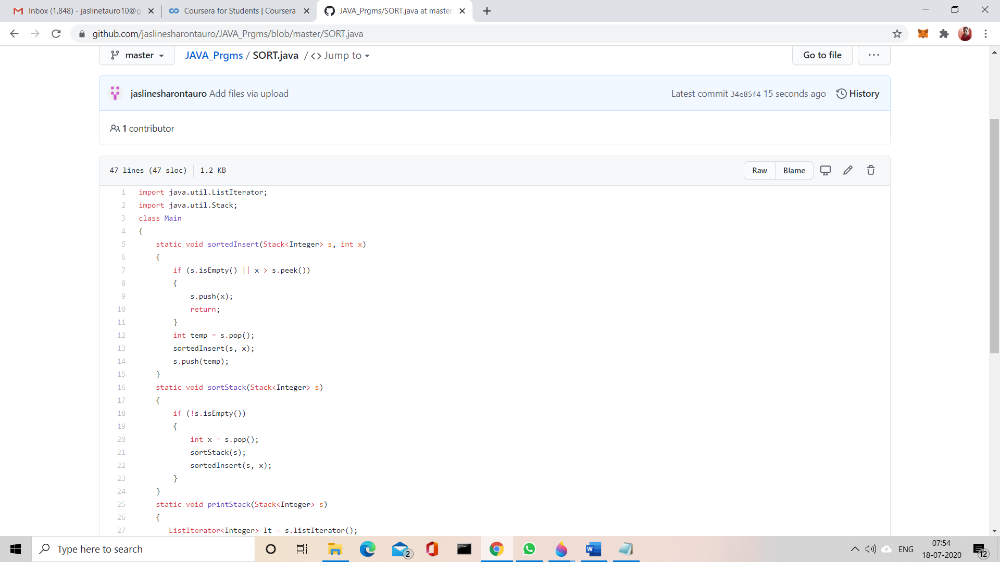 Inbox (1,848) - jaslinetauro10@g
Coursera for Students | Coursera
JAVA_Prgms/SORT.java at master
github.com/jaslinesharontauro/JAVA_Prgms/blob/master/SORT.java
master
JAVA_Prgms / SORT.java / <> Jump to
Go to file
...
jaslinesharontauro Add files via upload
Latest commit 34e85f4 15 seconds ago
History
1 contributor
47 lines (47 sloc) 1.2 KB
Raw
Blame
1 import java.util.ListIterator;
2 import java.util.Stack;
3 class Main
4 {
5 static void sortedInsert(Stack<Integer> s, int x)
6 {
7 if (s.isEmpty() || x > s.peek())
8 {
9 s.push(x);
10 return;
11 }
12 int temp = s.pop();
13 sortedInsert(s, x);
14 s.push(temp);
15 }
16 static void sortStack(Stack<Integer> s)
17 {
18 if (!s.isEmpty())
19 {
20 int x = s.pop();
21 sortStack(s);
22 sortedInsert(s, x);
23 }
24 }
25 static void printStack(Stack<Integer> s)
26 {
27 ListIterator<Integer> lt = s.listIterator();
Type here to search
2
W
ENG
07:54
18-07-2020
12